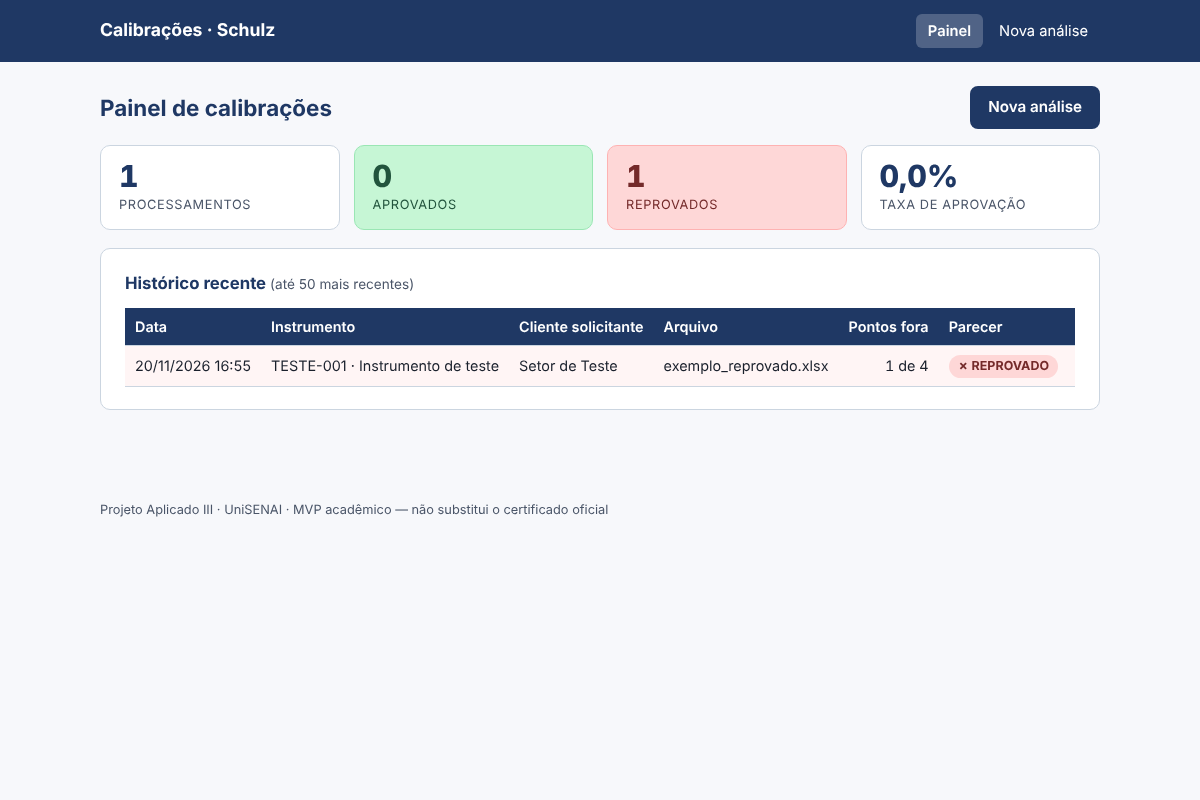 Calibrações · Schulz
Painel
Nova análise
Painel de calibrações
Nova análise
1
PROCESSAMENTOS
0
APROVADOS
1
REPROVADOS
0,0%
TAXA DE APROVAÇÃO
Histórico recente (até 50 mais recentes)
Data Instrumento Cliente solicitante Arquivo Pontos fora Parecer
20/11/2026 16:55 TESTE-001 · Instrumento de teste Setor de Teste exemplo_reprovado.xlsx 1 de 4 × REPROVADO
Projeto Aplicado III · UniSENAI · MVP acadêmico — não substitui o certificado oficial